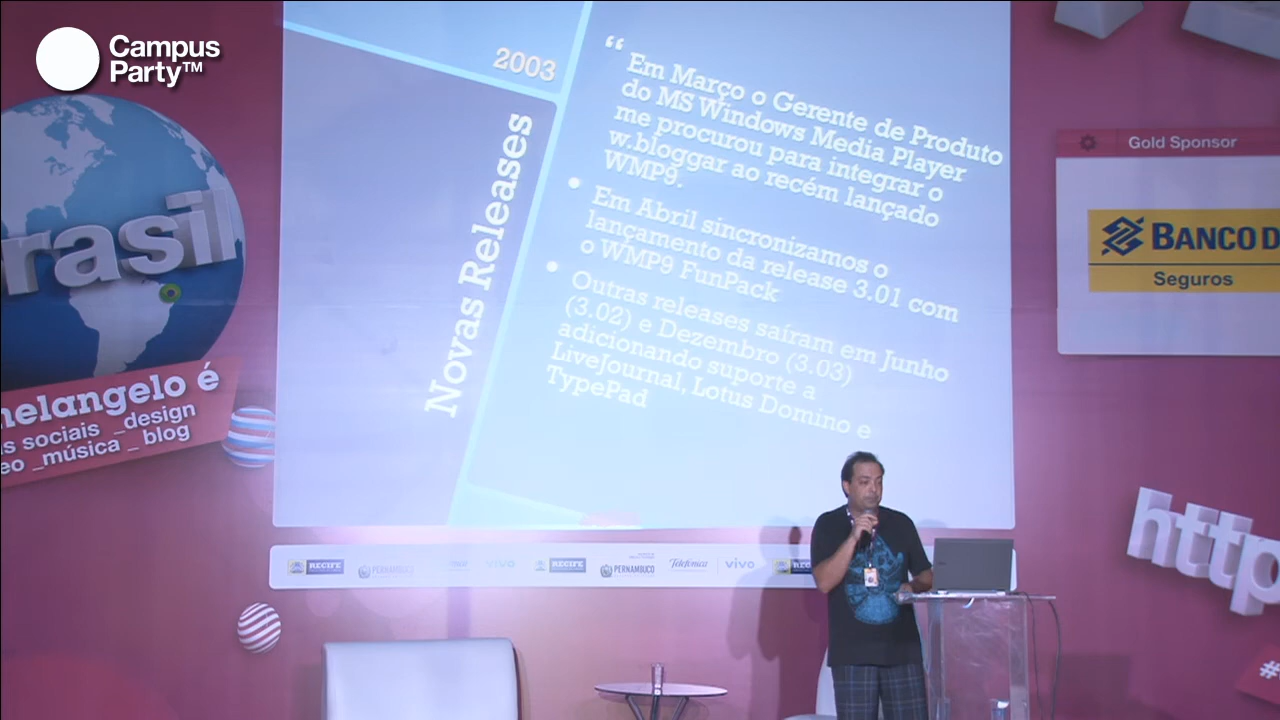 Campus
Party™
2003
Novas Releases
“ Em Março o Gerente de Produto
do MS Windows Media Player
me procurou para integrar o
w.bloggar ao recém lançado
WMP9.
• Em Abril sincronizamos o
lançamento da release 3.01 com
o WMP9 FunPack
• Outras releases saíram em Junho
(3.02) e Dezembro (3.03)
adicionando suporte a
LiveJournal, Lotus Domino e
TypePad
Gold Sponsor
BANCO D
Seguros
rasil
helangelo é
s sociais _design
eo _música _ blog
http
#
RECIFE
PERNAMBUCO
vivo
RECIFE
PERNAMBUCO
Telefónica
vivo